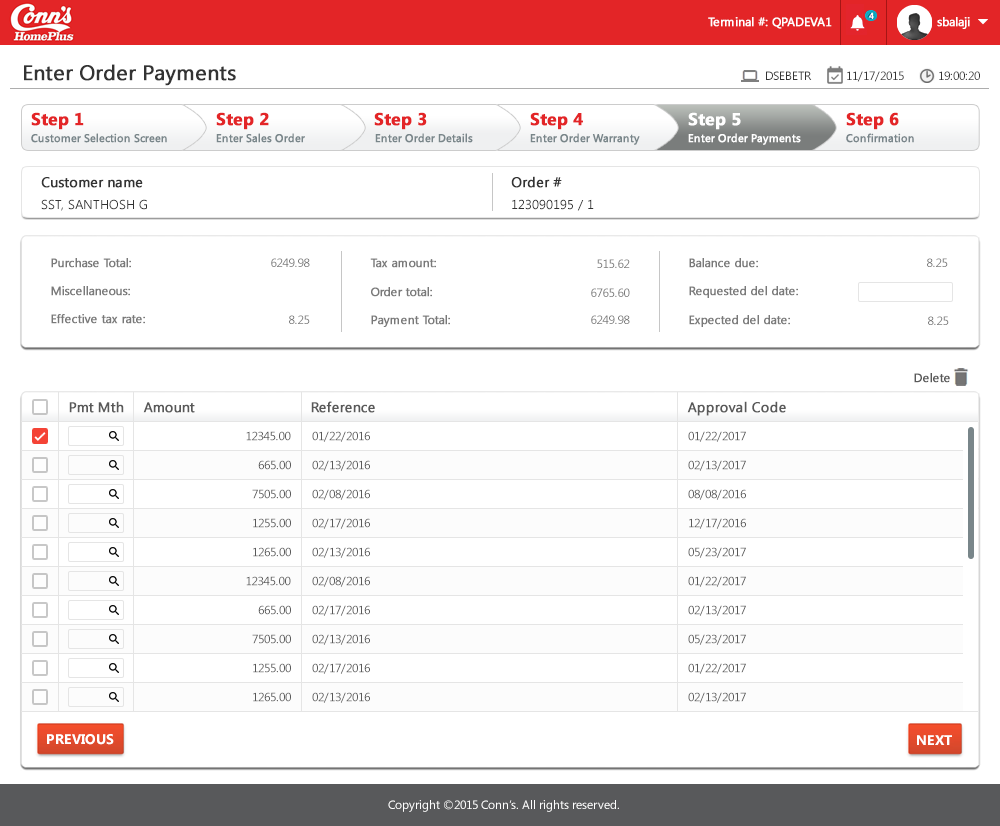 Conn's
HomePlus
Terminal #: QPADEVA1
4
sbalaji
Enter Order Payments
DSEBETR
11/17/2015
19:00:20
Step 1
Customer Selection Screen
Step 2
Enter Sales Order
Step 3
Enter Order Details
Step 4
Enter Order Warranty
Step 5
Enter Order Payments
Step 6
Confirmation
Customer name
SST, SANTHOSH G
Order #
123090195 / 1
Purchase Total: 6249.98
Miscellaneous:
Effective tax rate: 8.25
Tax amount: 515.62
Order total: 6765.60
Payment Total: 6249.98
Balance due: 8.25
Requested del date:
Expected del date: 8.25
Delete
Pmt Mth Amount Reference Approval Code
12345.00 01/22/2016 01/22/2017
665.00 02/13/2016 02/13/2017
7505.00 02/08/2016 08/08/2016
1255.00 02/17/2016 12/17/2016
1265.00 02/13/2016 05/23/2017
12345.00 02/08/2016 01/22/2017
665.00 02/17/2016 02/13/2017
7505.00 02/13/2016 05/23/2017
1255.00 02/17/2016 01/22/2017
1265.00 02/13/2016 02/13/2017
PREVIOUS
NEXT
Copyright ©2015 Conn's. All rights reserved.